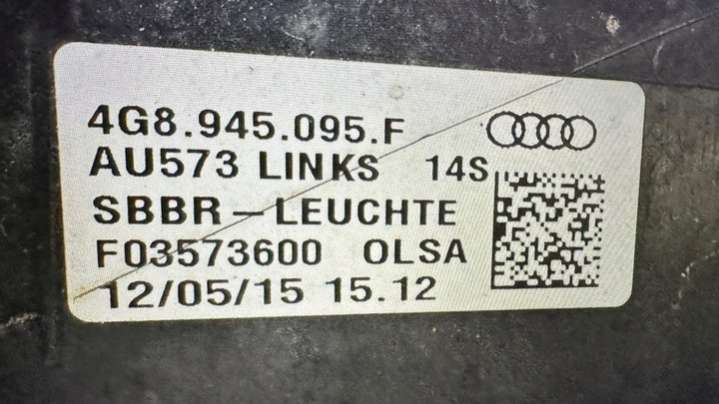 4G8.945.095.F
AU573 LINKS 14S
SBBR-LEUCHTE
F03573600 OLSA
12/05/15 15.12